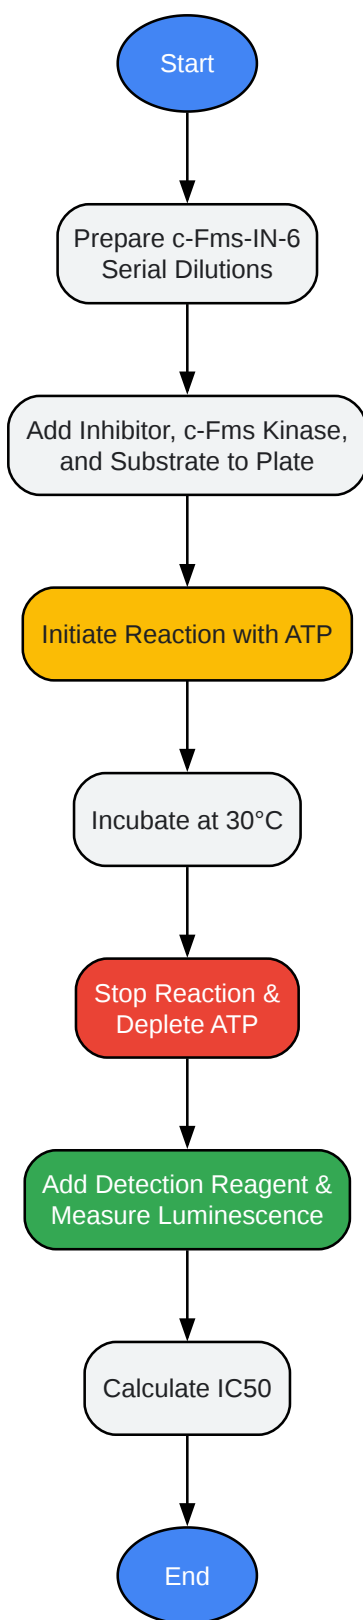 Start
Prepare c-Fms-IN-6
Serial Dilutions
Add Inhibitor, c-Fms Kinase,
and Substrate to Plate
Initiate Reaction with ATP
Incubate at 30°C
Stop Reaction &
Deplete ATP
Add Detection Reagent &
Measure Luminescence
Calculate IC50
End